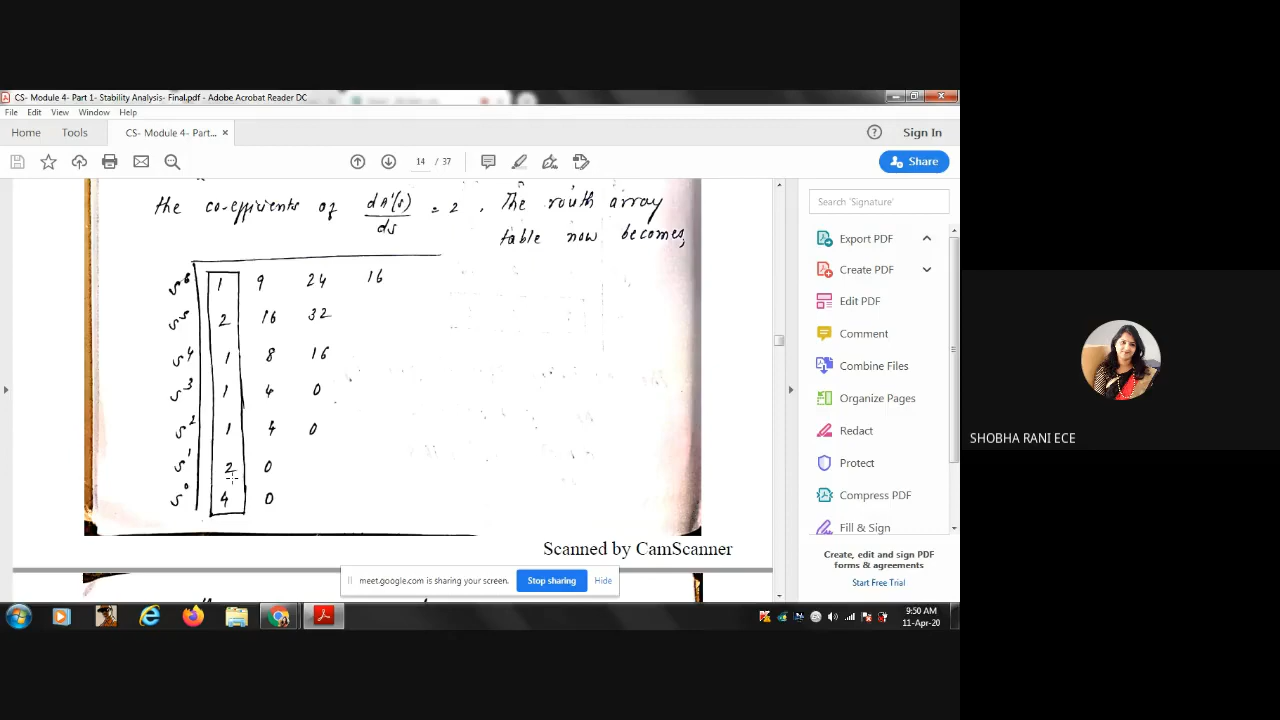 CS- Module 4- Part 1- Stability Analysis- Final.pdf - Adobe Acrobat Reader DC
File Edit View Window Help
Home Tools CS- Module 4- Part... × Sign In
14 / 37 Share
the co-efficients of dA'(s)/ds = 2 . The routh array
table now becomes,
s⁶ 1 9 24 16
s⁵ 2 16 32
s⁴ 1 8 16
s³ 1 4 0
s² 1 4 0
s¹ 2 0
s⁰ 4 0
Scanned by CamScanner
Search 'Signature'
Export PDF
Create PDF
Edit PDF
Comment
Combine Files
Organize Pages
Redact
Protect
Compress PDF
Fill & Sign
Create, edit and sign PDF
forms & agreements
Start Free Trial
meet.google.com is sharing your screen. Stop sharing Hide
9:50 AM
11-Apr-20
SHOBHA RANI ECE